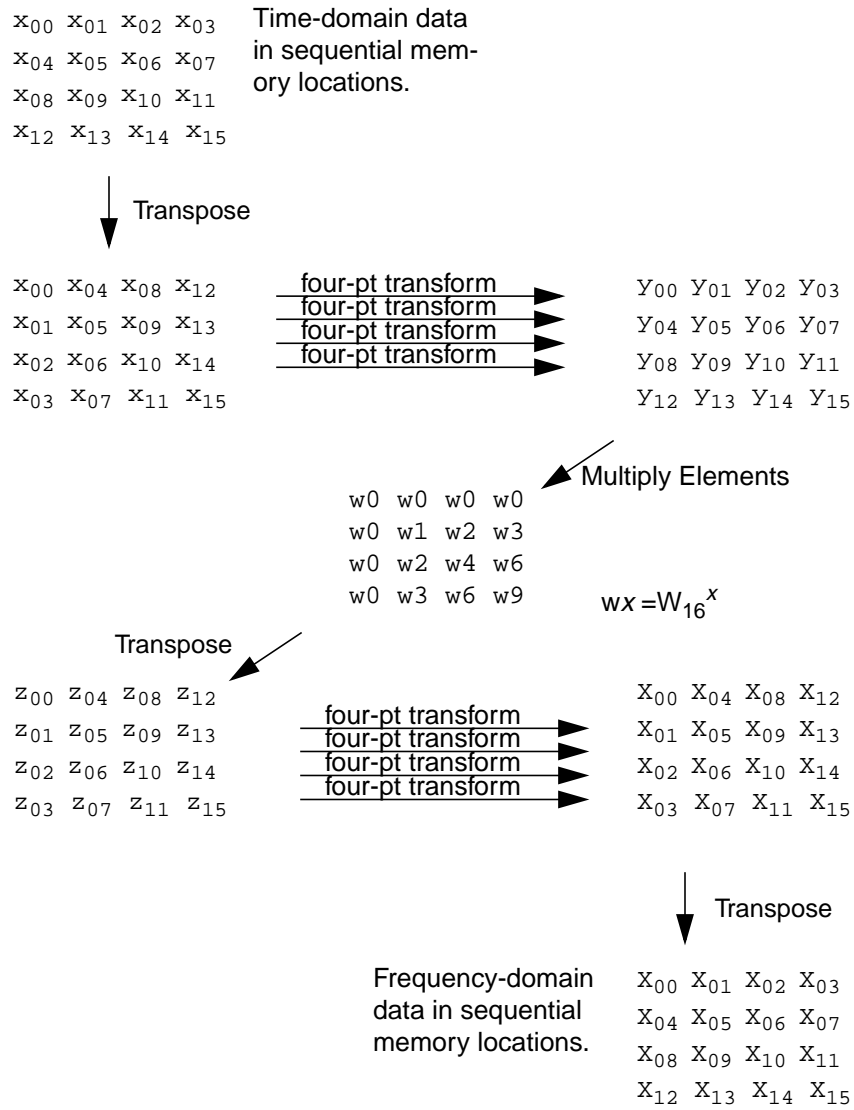 x₀₀ x₀₁ x₀₂ x₀₃
x₀₄ x₀₅ x₀₆ x₀₇
x₀₈ x₀₉ x₁₀ x₁₁
x₁₂ x₁₃ x₁₄ x₁₅
Time-domain data
in sequential mem-
ory locations.
Transpose
x₀₀ x₀₄ x₀₈ x₁₂
x₀₁ x₀₅ x₀₉ x₁₃
x₀₂ x₀₆ x₁₀ x₁₄
x₀₃ x₀₇ x₁₁ x₁₅
four-pt transform
four-pt transform
four-pt transform
four-pt transform
y₀₀ y₀₁ y₀₂ y₀₃
y₀₄ y₀₅ y₀₆ y₀₇
y₀₈ y₀₉ y₁₀ y₁₁
y₁₂ y₁₃ y₁₄ y₁₅
Multiply Elements
w0 w0 w0 w0
w0 w1 w2 w3
w0 w2 w4 w6
w0 w3 w6 w9
wx =W₁₆ˣ
Transpose
z₀₀ z₀₄ z₀₈ z₁₂
z₀₁ z₀₅ z₀₉ z₁₃
z₀₂ z₀₆ z₁₀ z₁₄
z₀₃ z₀₇ z₁₁ z₁₅
four-pt transform
four-pt transform
four-pt transform
four-pt transform
X₀₀ X₀₄ X₀₈ X₁₂
X₀₁ X₀₅ X₀₉ X₁₃
X₀₂ X₀₆ X₁₀ X₁₄
X₀₃ X₀₇ X₁₁ X₁₅
Transpose
Frequency-domain
data in sequential
memory locations.
X₀₀ X₀₁ X₀₂ X₀₃
X₀₄ X₀₅ X₀₆ X₀₇
X₀₈ X₀₉ X₁₀ X₁₁
X₁₂ X₁₃ X₁₄ X₁₅